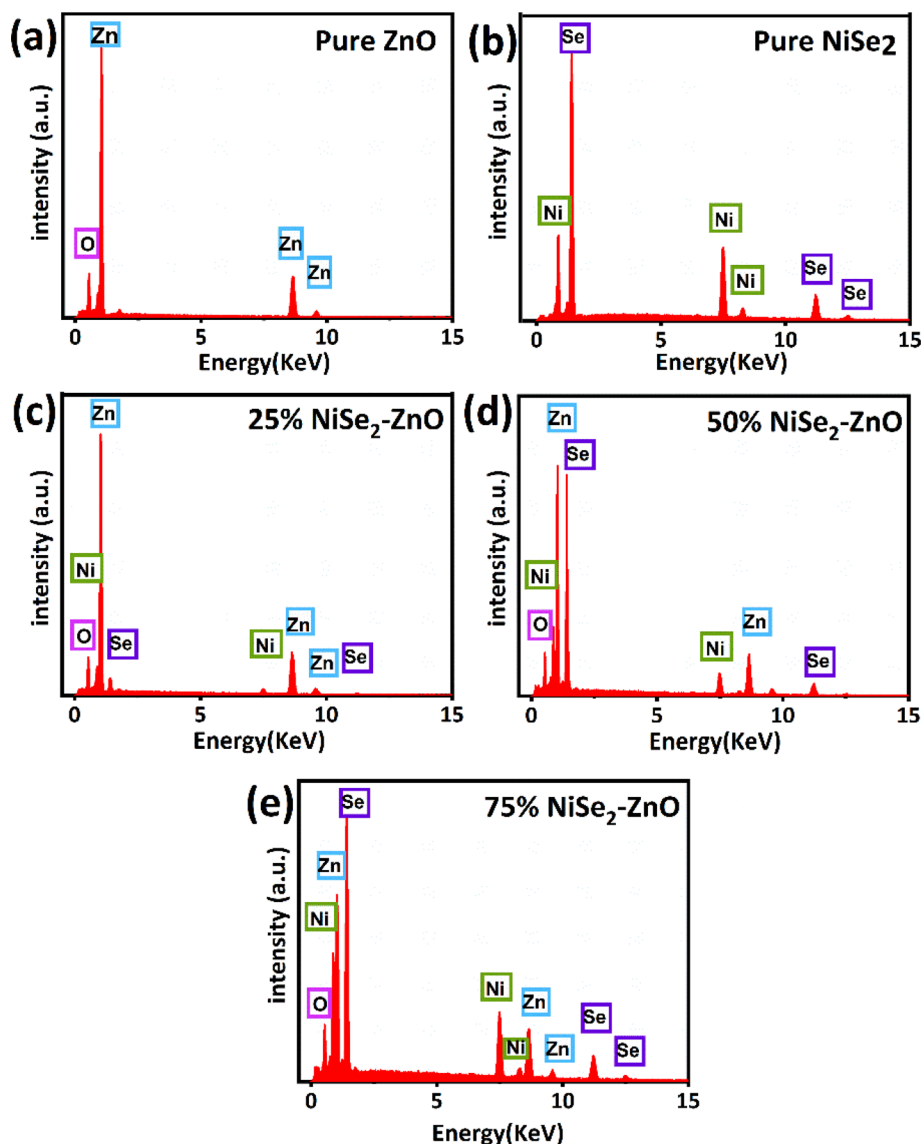 (a)
Pure ZnO
Zn
O
Zn
Zn
intensity (a.u.)
0 5 10 15
Energy(KeV)
(b)
Pure NiSe2
Se
Ni
Ni
Ni
Se
Se
intensity (a.u.)
0 5 10 15
Energy(KeV)
(c)
25% NiSe₂-ZnO
Zn
Ni
O
Se
Ni
Zn
Zn
Se
intensity (a.u.)
0 5 10 15
Energy(KeV)
(d)
50% NiSe₂-ZnO
Zn
Se
Ni
O
Ni
Zn
Se
intensity (a.u.)
0 5 10 15
Energy(KeV)
(e)
75% NiSe₂-ZnO
Se
Zn
Ni
O
Ni
Ni
Zn
Zn
Se
Se
intensity (a.u.)
0 5 10 15
Energy(KeV)